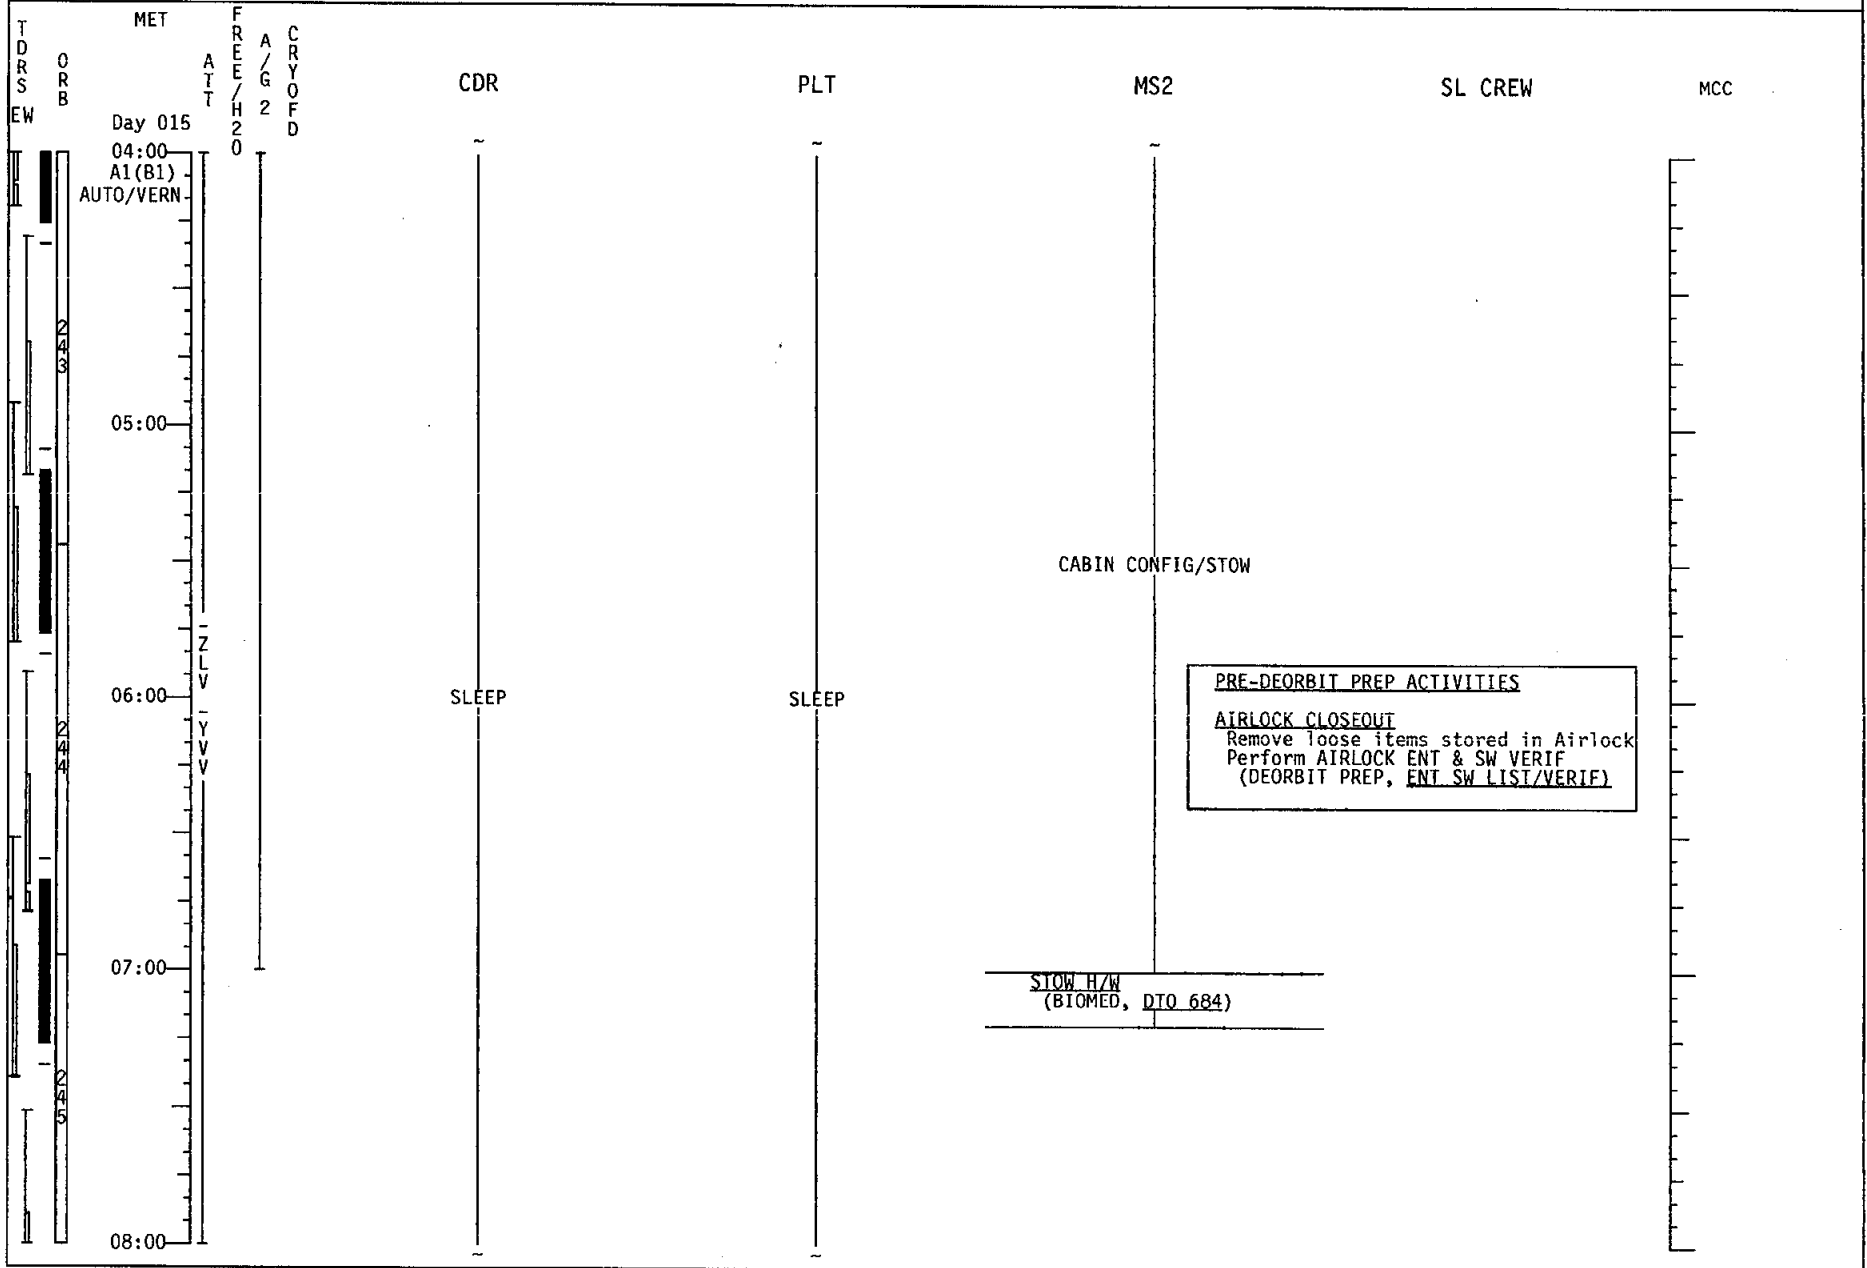 MET
TDRS
EW
ORB
ATT
FREE/H2O
A/G 2
CRYOFD
CDR
PLT
MS2
SL CREW
MCC
Day 015
~
~
~
04:00
A1(B1)
AUTO/VERN
243
05:00
CABIN CONFIG/STOW
-ZLV
06:00
-YVV
SLEEP
SLEEP
PRE-DEORBIT PREP ACTIVITIES
AIRLOCK CLOSEOUT
Remove loose items stored in Airlock
Perform AIRLOCK ENT & SW VERIF
(DEORBIT PREP, ENT SW LIST/VERIF)
244
07:00
STOW H/W
(BIOMED, DTO 684)
245
08:00
~
~